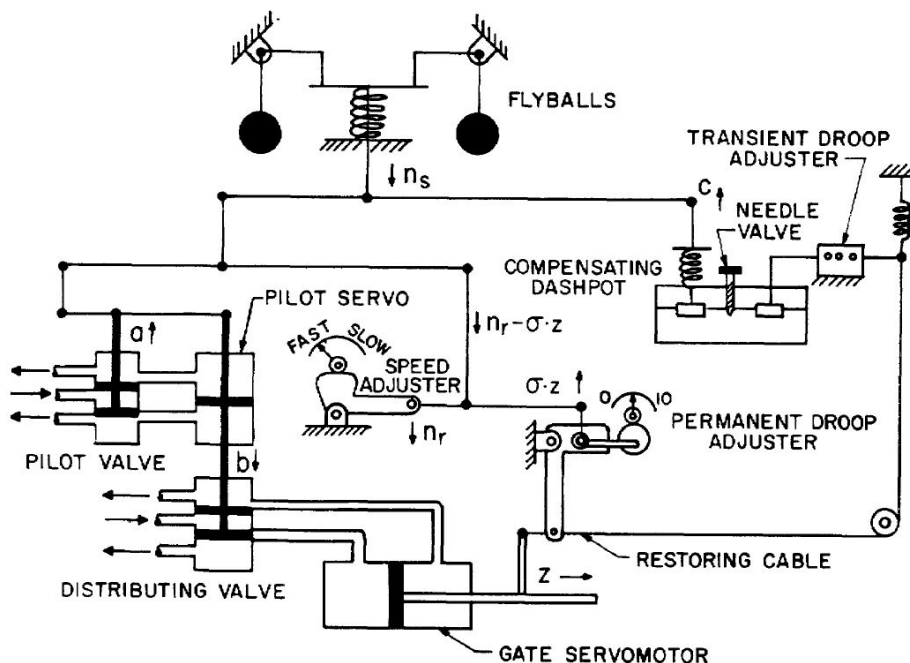 FLYBALLS
TRANSIENT DROOP
ADJUSTER
↓ns
C↑
NEEDLE
VALVE
COMPENSATING
DASHPOT
PILOT SERVO
a↑
FAST
SLOW
SPEED
ADJUSTER
↓nr-σ·z
σ·z↑
0
10
↓nr
PERMANENT DROOP
ADJUSTER
PILOT VALVE
b↓
RESTORING CABLE
Z →
DISTRIBUTING VALVE
GATE SERVOMOTOR